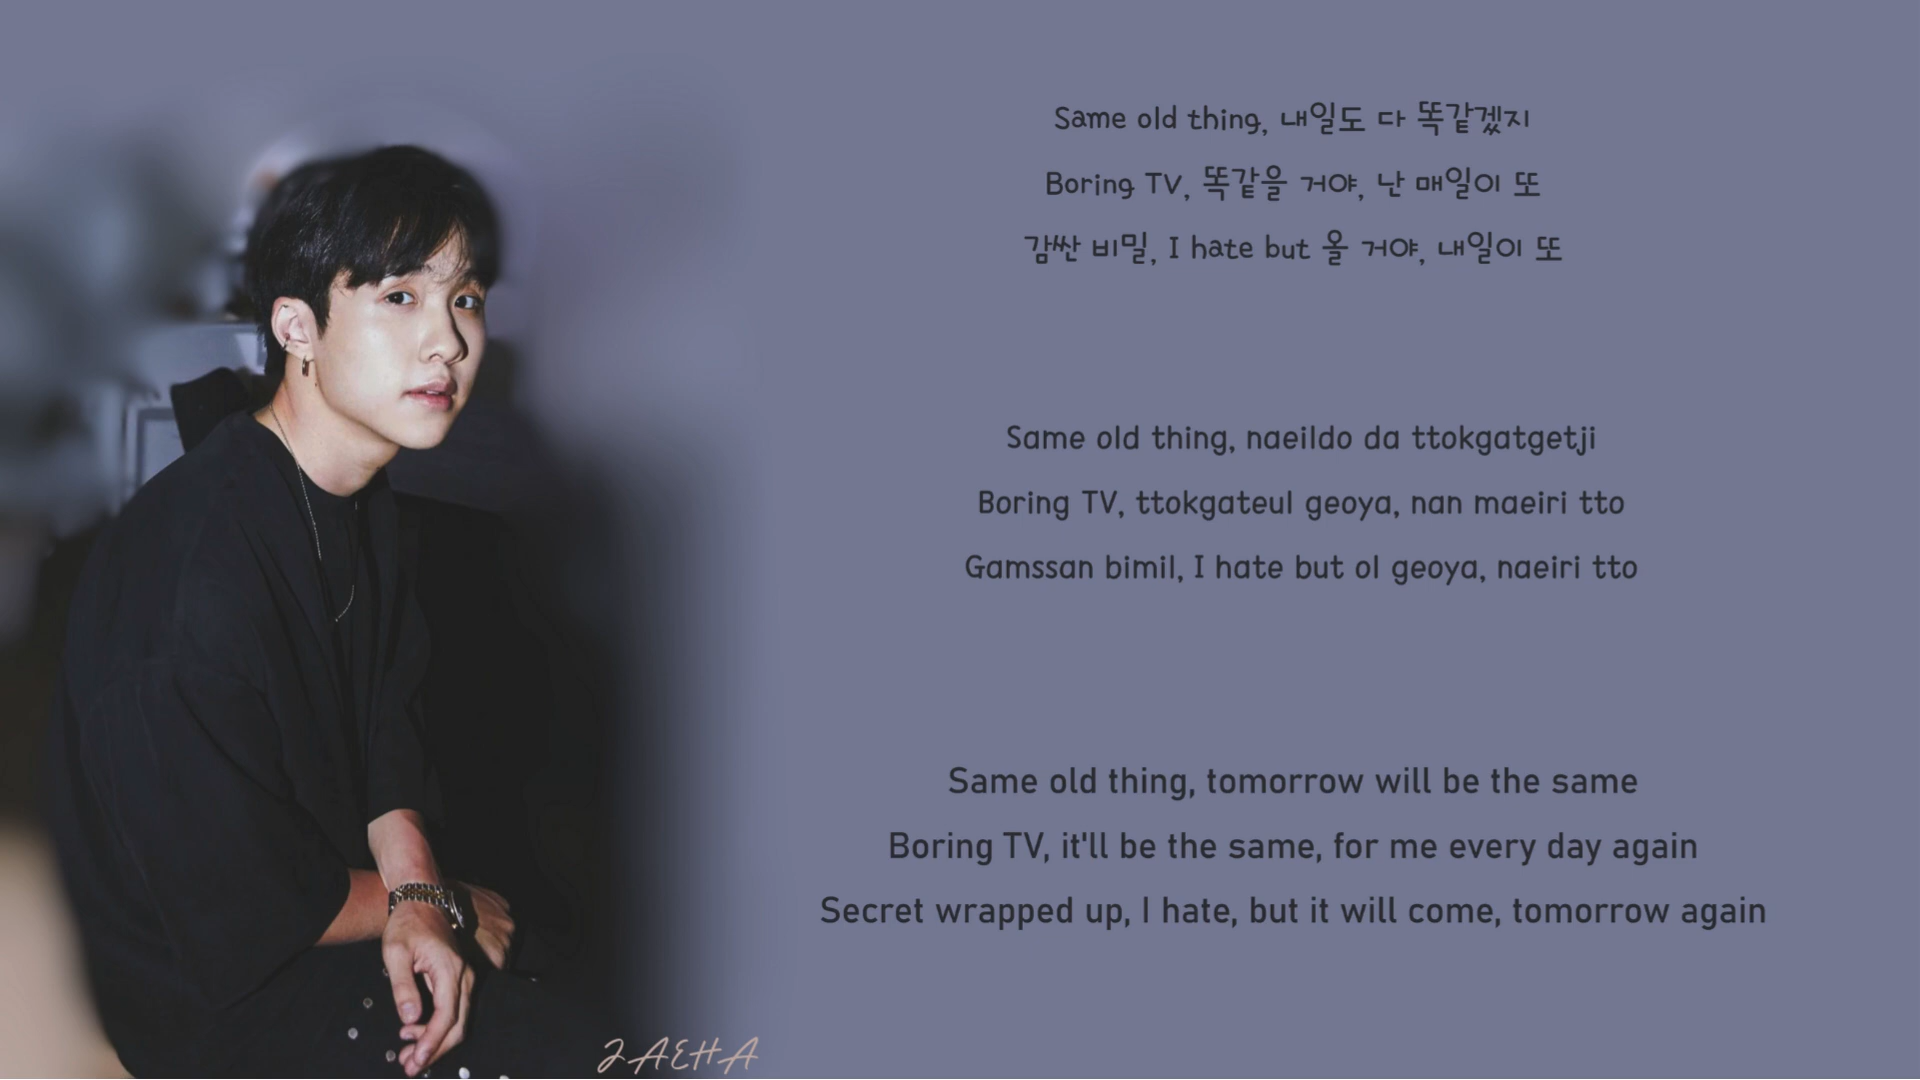 Same old thing, 내일도 다 똑같겠지
Boring TV, 똑같을 거야, 난 매일이 또
감싼 비밀, I hate but 올 거야, 내일이 또
Same old thing, naeildo da ttokgatgetji
Boring TV, ttokgateul geoya, nan maeiri tto
Gamssan bimil, I hate but ol geoya, naeiri tto
Same old thing, tomorrow will be the same
Boring TV, it'll be the same, for me every day again
Secret wrapped up, I hate, but it will come, tomorrow again
JAEHA